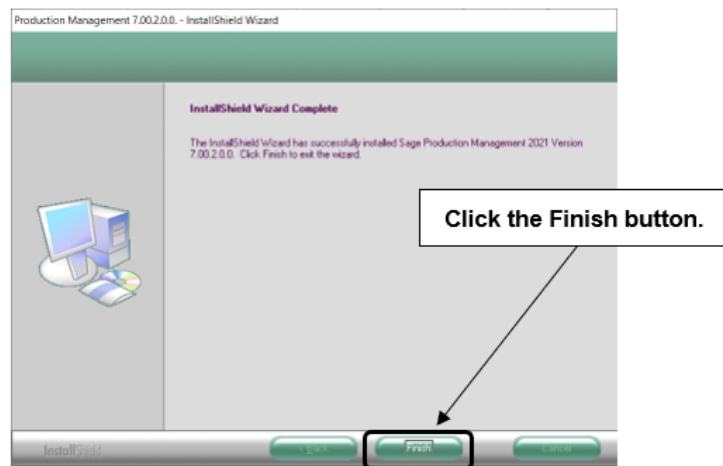 Production Management 7.00.2.0.0. - InstallShield Wizard
InstallShield Wizard Complete
The InstallShield Wizard has successfully installed Sage Production Management 2021 Version
7.00.2.0.0. Click Finish to exit the wizard.
Click the Finish button.
InstallShield
< Back
Finish
Cancel